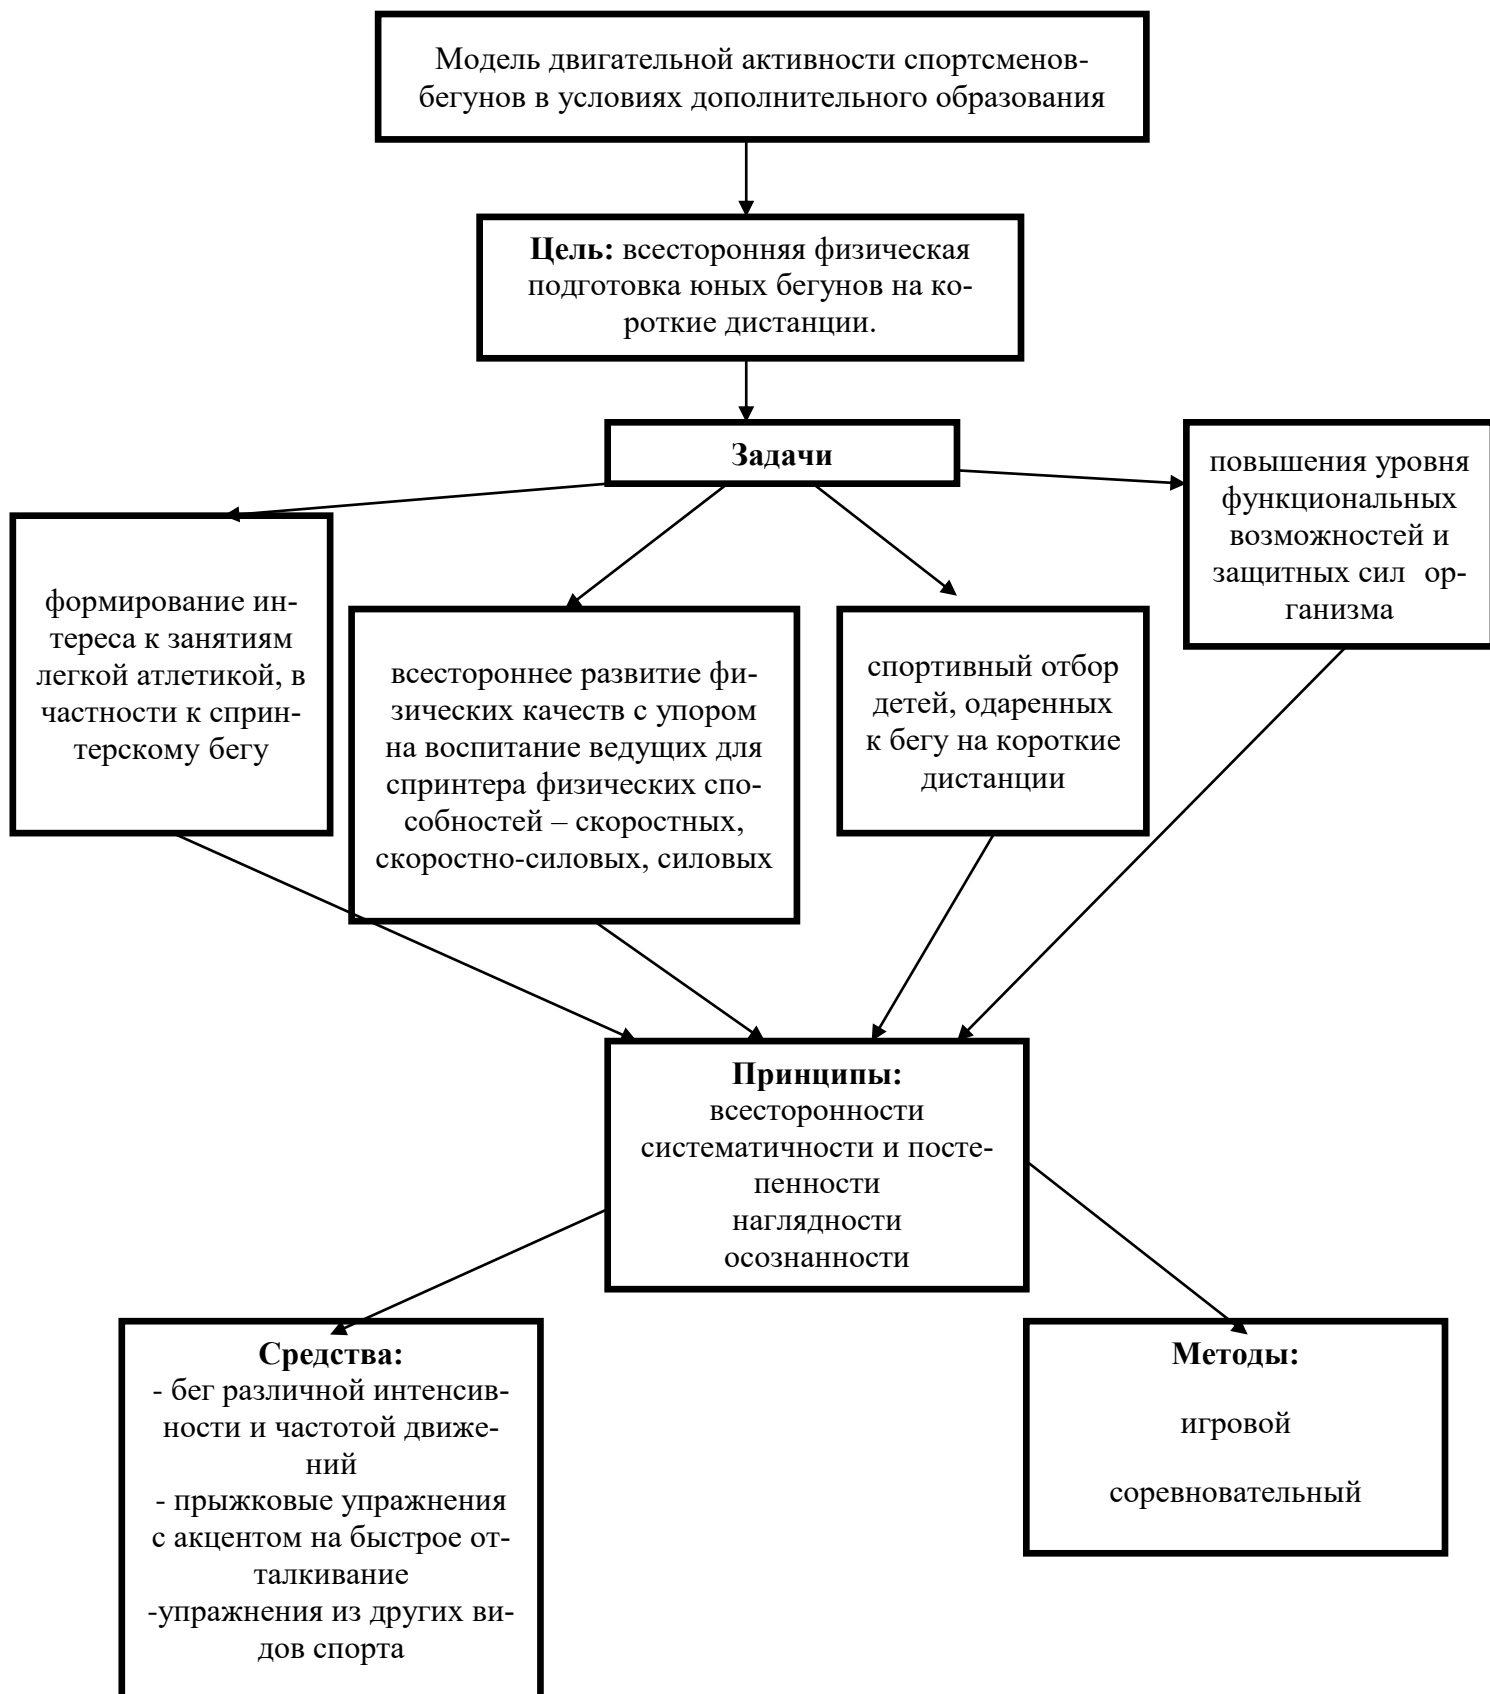 Модель двигательной активности спортсменов-
бегунов в условиях дополнительного образования
Цель: всесторонняя физическая
подготовка юных бегунов на ко-
роткие дистанции.
Задачи
повышения уровня
функциональных
возможностей и
защитных сил ор-
ганизма
формирование ин-
тереса к занятиям
легкой атлетикой, в
частности к сприн-
терскому бегу
всестороннее развитие фи-
зических качеств с упором
на воспитание ведущих для
спринтера физических спо-
собностей – скоростных,
скоростно-силовых, силовых
спортивный отбор
детей, одаренных
к бегу на короткие
дистанции
Принципы:
всесторонности
систематичности и посте-
пенности
наглядности
осознанности
Средства:
- бег различной интенсив-
ности и частотой движе-
ний
- прыжковые упражнения
с акцентом на быстрое от-
талкивание
-упражнения из других ви-
дов спорта
Методы:
игровой
соревновательный